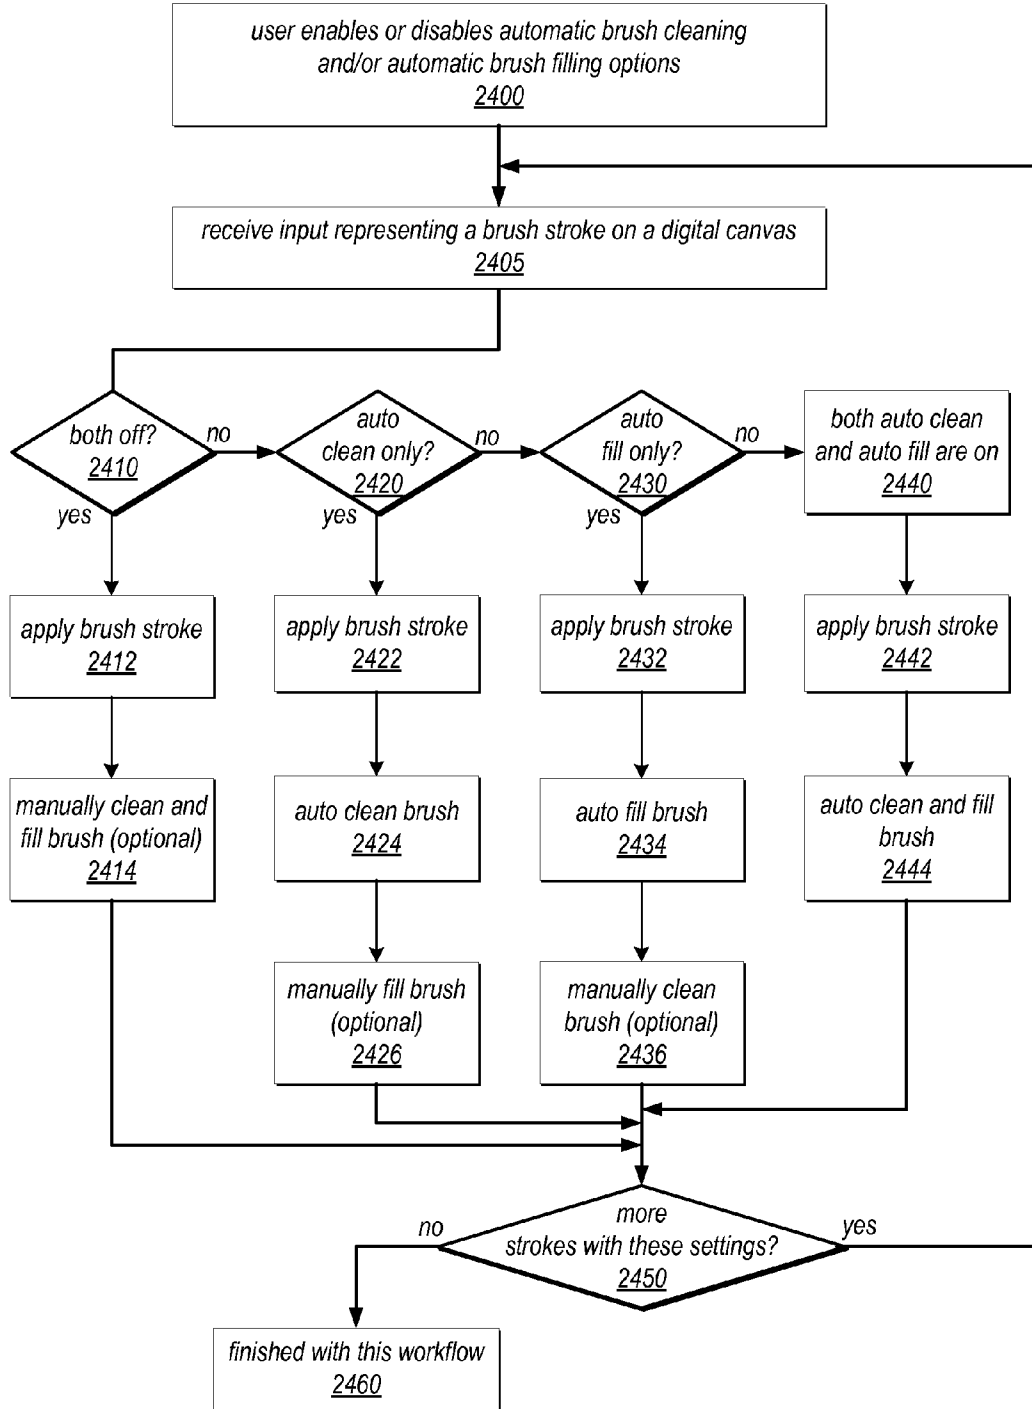 user enables or disables automatic brush cleaning
and/or automatic brush filling options
2400
receive input representing a brush stroke on a digital canvas
2405
both off?
2410
no
yes
auto
clean only?
2420
no
yes
auto
fill only?
2430
no
yes
both auto clean
and auto fill are on
2440
apply brush stroke
2412
apply brush stroke
2422
apply brush stroke
2432
apply brush stroke
2442
manually clean and
fill brush (optional)
2414
auto clean brush
2424
auto fill brush
2434
auto clean and fill
brush
2444
manually fill brush
(optional)
2426
manually clean
brush (optional)
2436
more
strokes with these settings?
2450
no
yes
finished with this workflow
2460